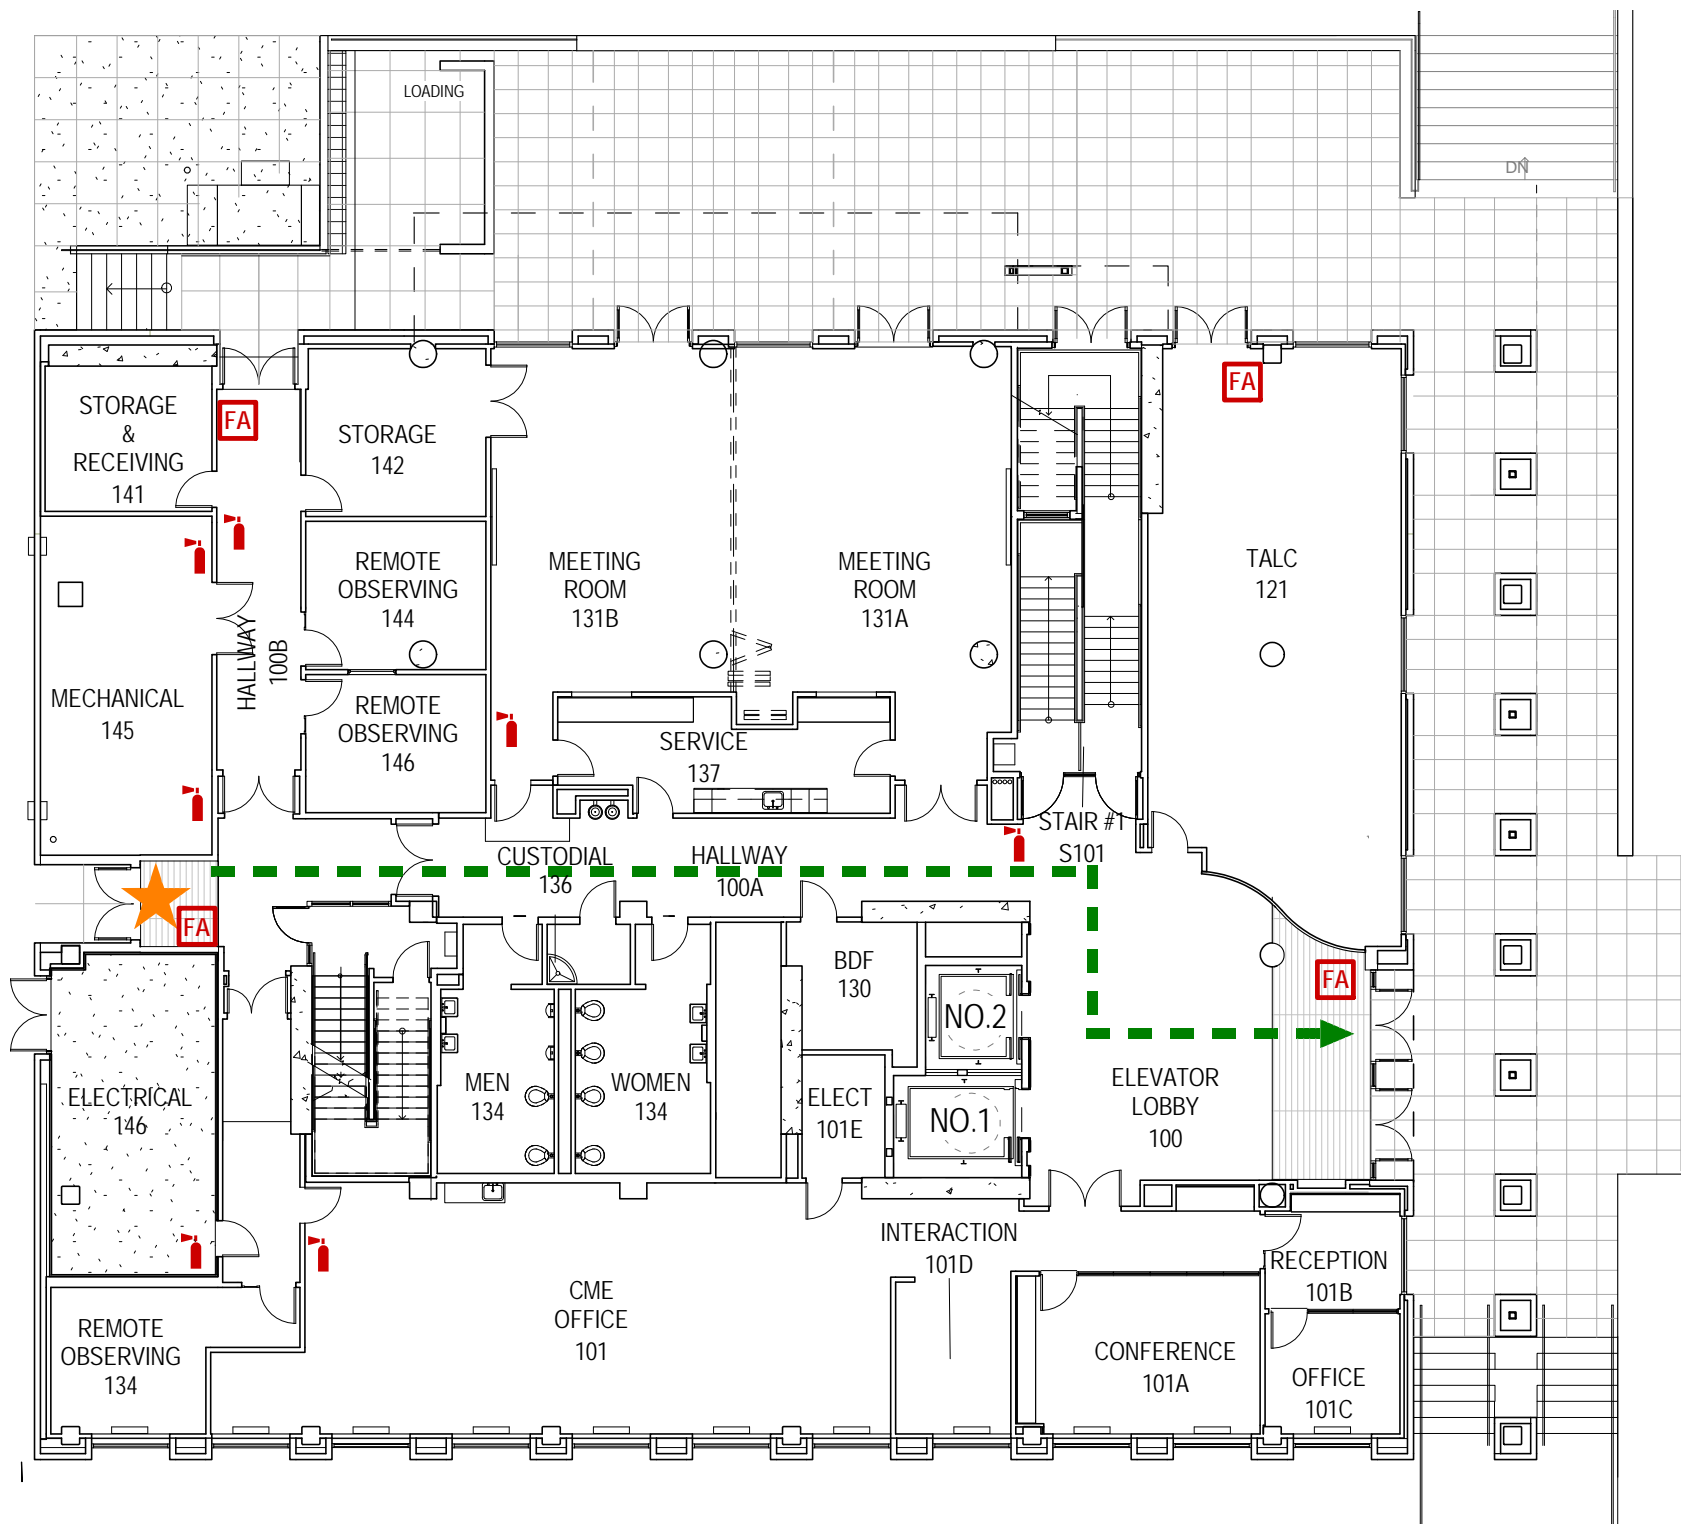 LOADING
DN
STORAGE
&
RECEIVING
141
FA
STORAGE
142
FA
REMOTE
OBSERVING
144
MEETING
ROOM
131B
MEETING
ROOM
131A
TALC
121
HALLWAY
100B
MECHANICAL
145
REMOTE
OBSERVING
146
SERVICE
137
STAIR #1
S101
CUSTODIAL
136
HALLWAY
100A
FA
BDF
130
NO.2
FA
ELECTRICAL
146
MEN
134
WOMEN
134
ELECT
101E
NO.1
ELEVATOR
LOBBY
100
INTERACTION
101D
RECEPTION
101B
CME
OFFICE
101
REMOTE
OBSERVING
134
CONFERENCE
101A
OFFICE
101C